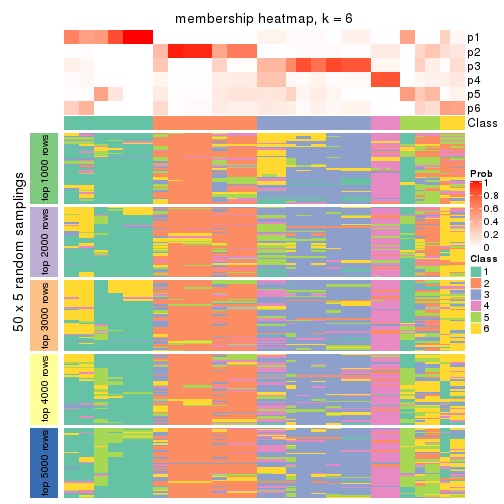 membership heatmap, k = 6
p1
p2
p3
p4
p5
p6
Class
50 x 5 random samplings
top 1000 rows
top 2000 rows
top 3000 rows
top 4000 rows
top 5000 rows
Prob
1
0.8
0.6
0.4
0.2
0
Class
1
2
3
4
5
6